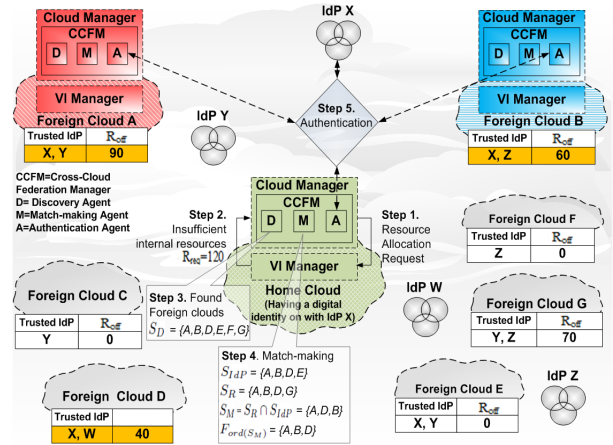 IdP X
Cloud Manager
CCFM
D M A
VI Manager
Foreign Cloud A
Trusted IdP R_off
X, Y 90
Cloud Manager
CCFM
D M A
VI Manager
Foreign Cloud B
Trusted IdP R_off
X, Z 60
IdP Y
Step 5.
Authentication
CCFM=Cross-Cloud
Federation Manager
D= Discovery Agent
M=Match-making Agent
A=Authentication Agent
Cloud Manager
CCFM
D M A
VI Manager
Home Cloud
(Having a digital
identity on with IdP X)
Step 2.
Insufficient
internal resources
R_req=120
Step 1.
Resource
Allocation
Request
Foreign Cloud F
Trusted IdP R_off
Z 0
Foreign Cloud C
Trusted IdP R_off
Y 0
Step 3. Found
Foreign clouds
S_D = {A,B,D,E,F,G}
IdP W
Foreign Cloud G
Trusted IdP R_off
Y, Z 70
Step 4. Match-making
S_IdP = {A,B,D,E}
S_R = {A,B,D,G}
S_M = S_R ∩ S_IdP = {A,D,B}
F_ord(S_M) = {A,B,D}
Foreign Cloud D
Trusted IdP
X, W 40
Foreign Cloud E
Trusted IdP R_off
X, Y 0
IdP Z